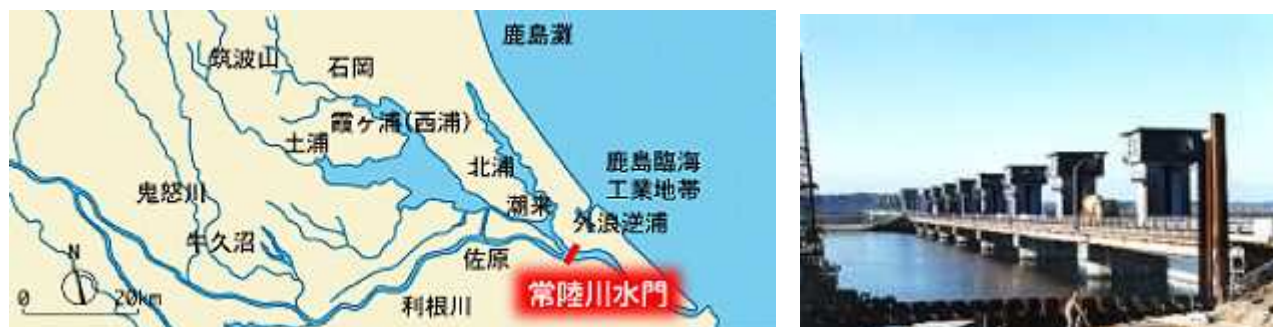 鹿島灘
筑波山
石岡
霞ヶ浦(西浦)
土浦
北浦
鹿島臨海
工業地帯
鬼怒川
潮来
外浪逆浦
牛久沼
佐原
N
0 20km
利根川
常陸川水門